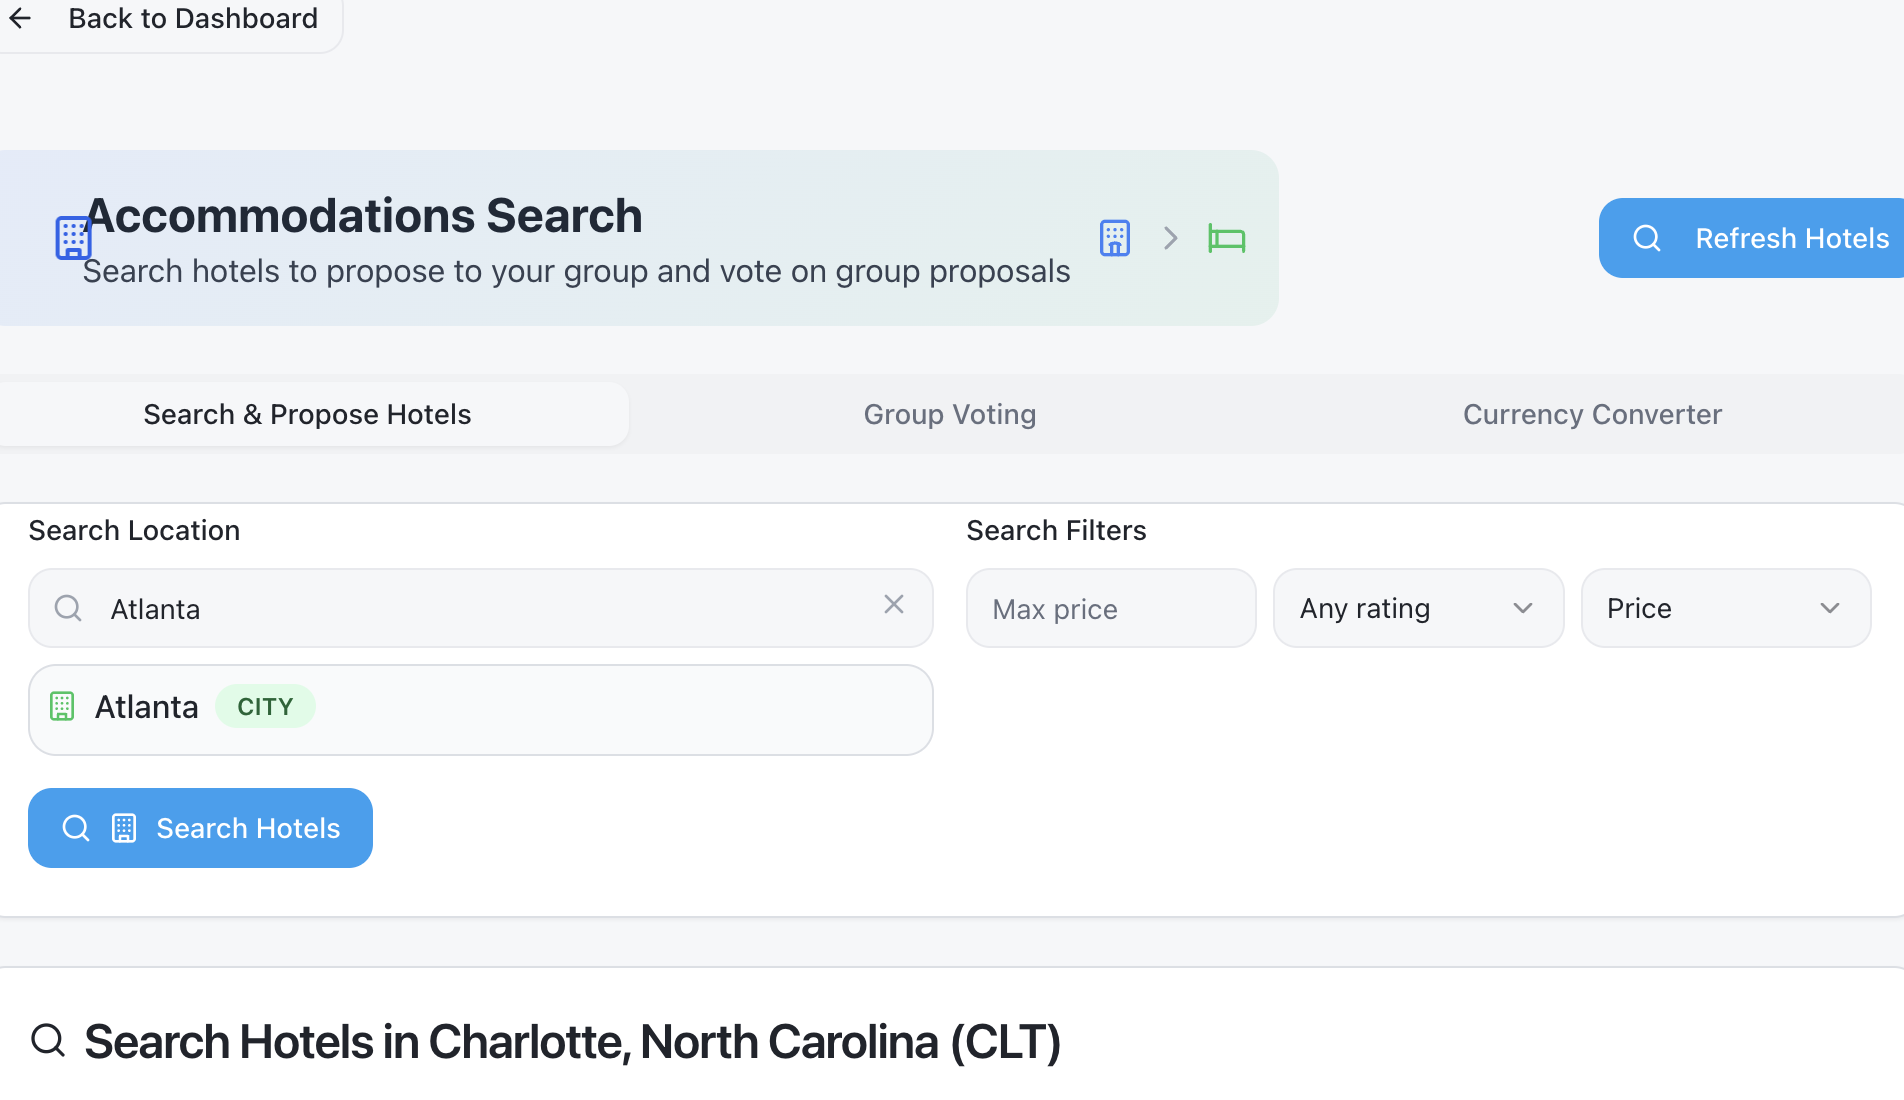 Back to Dashboard
Accommodations Search
Search hotels to propose to your group and vote on group proposals
Refresh Hotels
Search & Propose Hotels
Group Voting
Currency Converter
Search Location
Search Filters
Atlanta
Max price
Any rating
Price
Atlanta CITY
Search Hotels
Search Hotels in Charlotte, North Carolina (CLT)